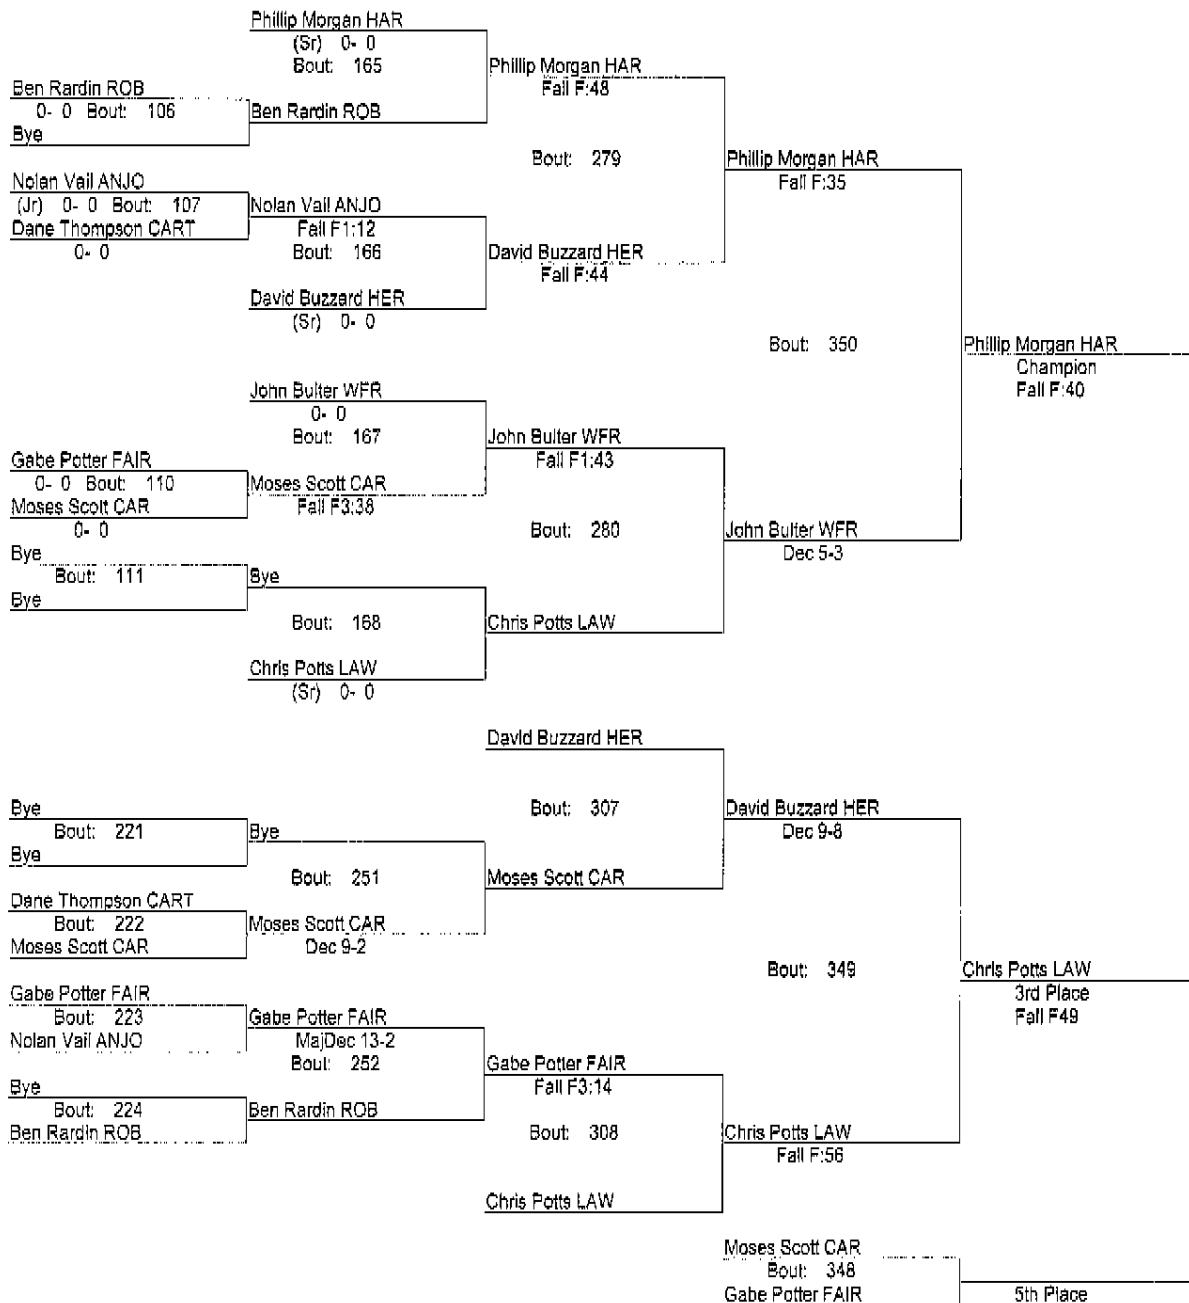 Phillip Morgan HAR
(Sr) 0- 0
Bout: 165
Phillip Morgan HAR
Fall F:48
Ben Rardin ROB
0- 0 Bout: 106
Bye
Ben Rardin ROB
Bout: 279
Phillip Morgan HAR
Fall F:35
Nolan Vail ANJO
(Jr) 0- 0 Bout: 107
Dane Thompson CART
0- 0
Nolan Vail ANJO
Fall F1:12
Bout: 166
David Buzzard HER
Fall F:44
David Buzzard HER
(Sr) 0- 0
Bout: 350
Phillip Morgan HAR
Champion
Fall F:40
John Bulter WFR
0- 0
Bout: 167
John Bulter WFR
Fall F1:43
Gabe Potter FAIR
0- 0 Bout: 110
Moses Scott CAR
0- 0
Moses Scott CAR
Fall F3:38
Bout: 280
John Bulter WFR
Dec 5-3
Bye
Bout: 111
Bye
Bye
Bout: 168
Chris Potts LAW
Chris Potts LAW
(Sr) 0- 0
David Buzzard HER
Bout: 307
David Buzzard HER
Dec 9-8
Bye
Bout: 221
Bye
Bye
Bout: 251
Moses Scott CAR
Dane Thompson CART
Bout: 222
Moses Scott CAR
Moses Scott CAR
Dec 9-2
Bout: 349
Chris Potts LAW
3rd Place
Fall F49
Gabe Potter FAIR
Bout: 223
Nolan Vail ANJO
Gabe Potter FAIR
MajDec 13-2
Bout: 252
Gabe Potter FAIR
Fall F3:14
Bye
Bout: 224
Ben Rardin ROB
Ben Rardin ROB
Bout: 308
Chris Potts LAW
Fall F:56
Chris Potts LAW
Moses Scott CAR
Bout: 348
Gabe Potter FAIR
5th Place